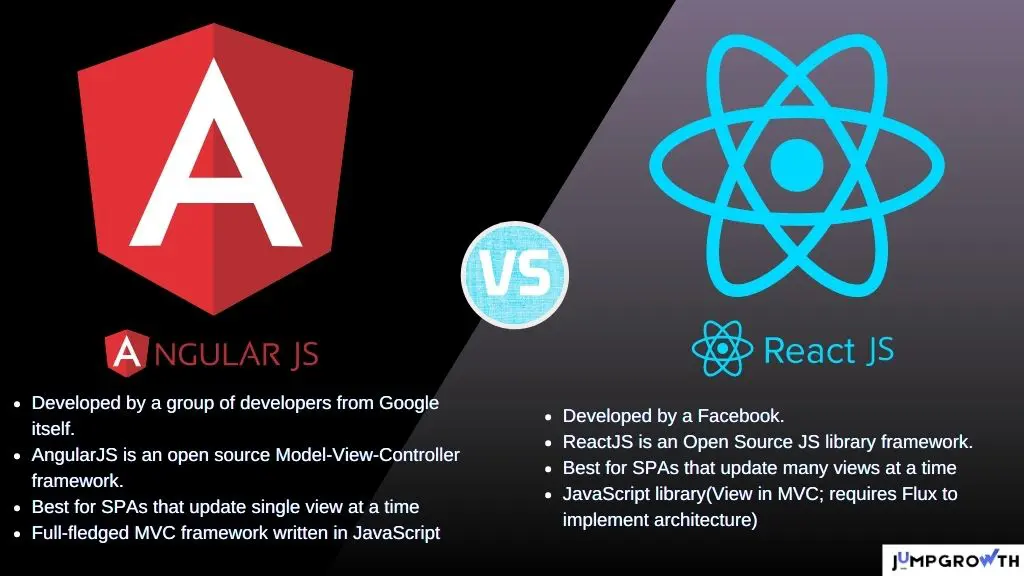 A
VS
ANGULAR JS
• Developed by a group of developers from Google
itself.
• AngularJS is an open source Model-View-Controller
framework.
• Best for SPAs that update single view at a time
• Full-fledged MVC framework written in JavaScript
React JS
• Developed by a Facebook.
• ReactJS is an Open Source JS library framework.
• Best for SPAs that update many views at a time
• JavaScript library(View in MVC; requires Flux to
implement architecture)
JUMPGROWTH